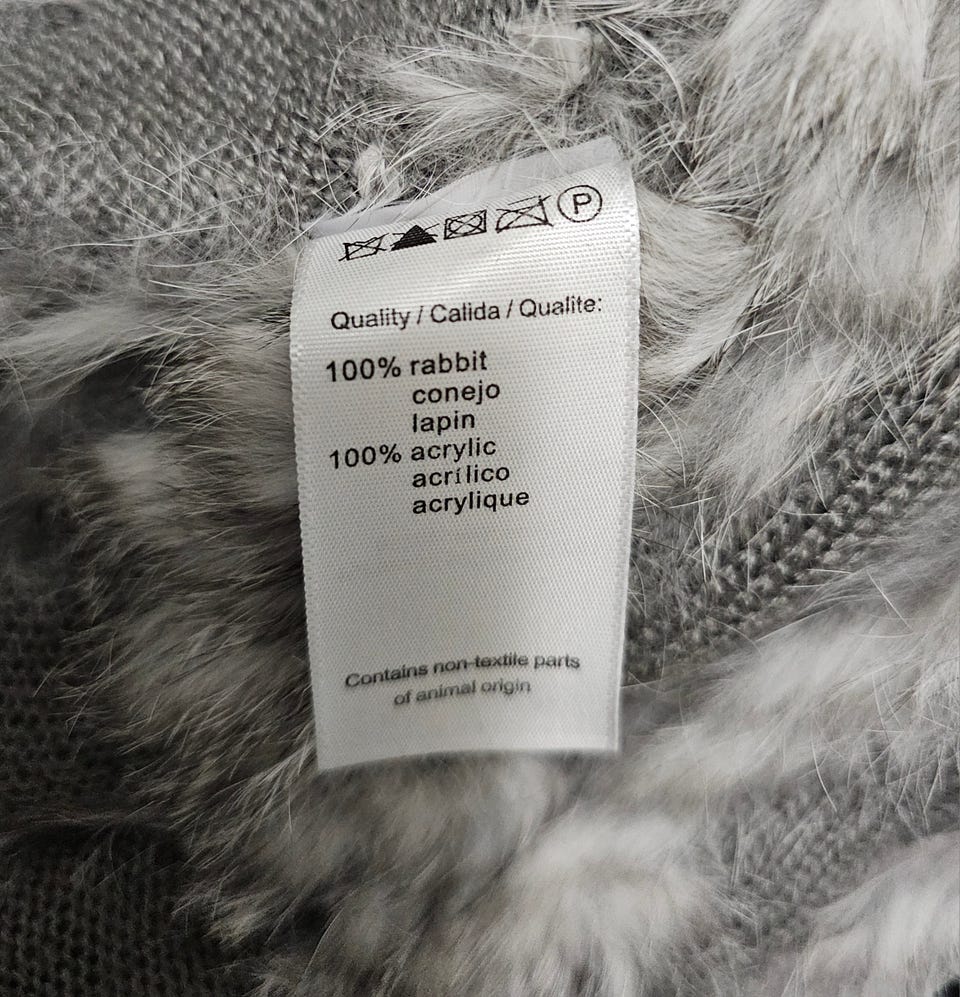 P
Quality / Calida / Qualite:
100% rabbit
conejo
lapin
100% acrylic
acrílico
acrylique
Contains non-textile parts
of animal origin